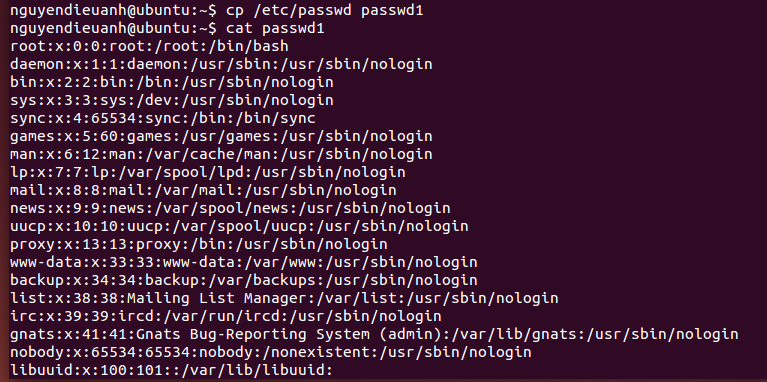 nguyendieuanh@ubuntu:~$ cp /etc/passwd passwd1
nguyendieuanh@ubuntu:~$ cat passwd1
root:x:0:0:root:/root:/bin/bash
daemon:x:1:1:daemon:/usr/sbin:/usr/sbin/nologin
bin:x:2:2:bin:/bin:/usr/sbin/nologin
sys:x:3:3:sys:/dev:/usr/sbin/nologin
sync:x:4:65534:sync:/bin:/bin/sync
games:x:5:60:games:/usr/games:/usr/sbin/nologin
man:x:6:12:man:/var/cache/man:/usr/sbin/nologin
lp:x:7:7:lp:/var/spool/lpd:/usr/sbin/nologin
mail:x:8:8:mail:/var/mail:/usr/sbin/nologin
news:x:9:9:news:/var/spool/news:/usr/sbin/nologin
uucp:x:10:10:uucp:/var/spool/uucp:/usr/sbin/nologin
proxy:x:13:13:proxy:/bin:/usr/sbin/nologin
www-data:x:33:33:www-data:/var/www:/usr/sbin/nologin
backup:x:34:34:backup:/var/backups:/usr/sbin/nologin
list:x:38:38:Mailing List Manager:/var/list:/usr/sbin/nologin
irc:x:39:39:ircd:/var/run/ircd:/usr/sbin/nologin
gnats:x:41:41:Gnats Bug-Reporting System (admin):/var/lib/gnats:/usr/sbin/nologin
nobody:x:65534:65534:nobody:/nonexistent:/usr/sbin/nologin
libuuid:x:100:101::/var/lib/libuuid: